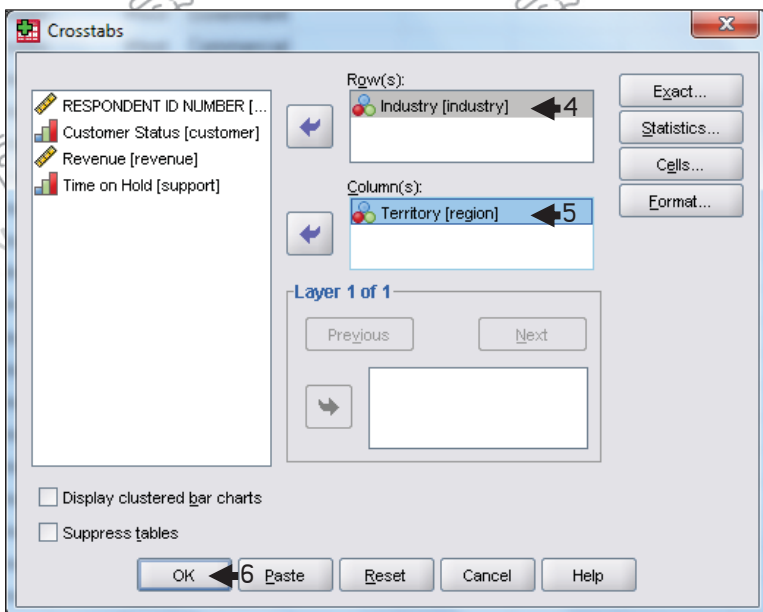 Crosstabs
RESPONDENT ID NUMBER [...
Customer Status [customer]
Revenue [revenue]
Time on Hold [support]
Row(s):
Industry [industry] 4
Column(s):
Territory [region] 5
Layer 1 of 1
Previous
Next
Exact...
Statistics...
Cells...
Format...
Display clustered bar charts
Suppress tables
OK 6 Paste Reset Cancel Help